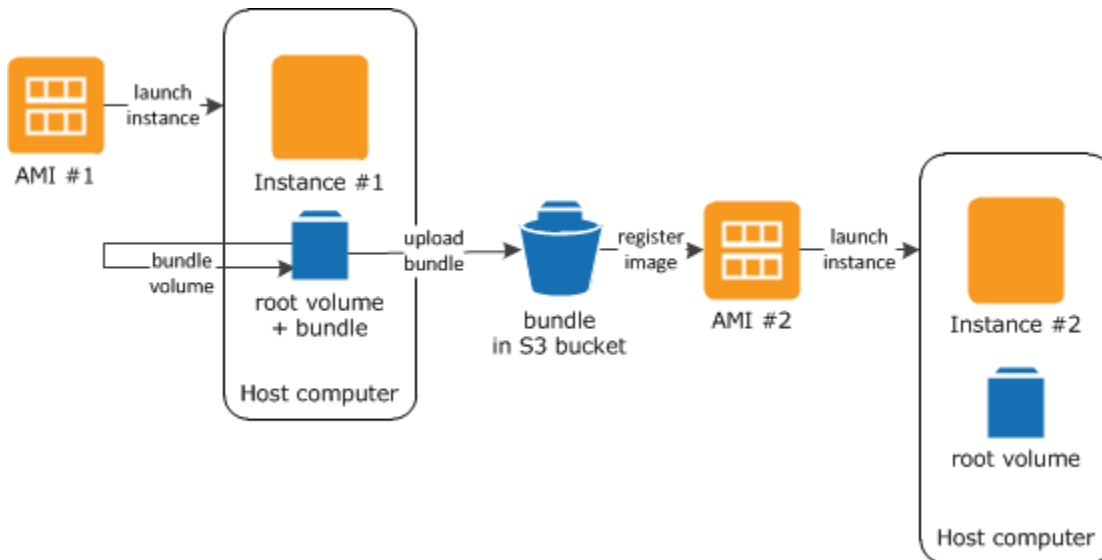 launch
instance
AMI #1
Instance #1
bundle
volume
root volume
+ bundle
Host computer
upload
bundle
bundle
in S3 bucket
register
image
AMI #2
launch
instance
Instance #2
root volume
Host computer